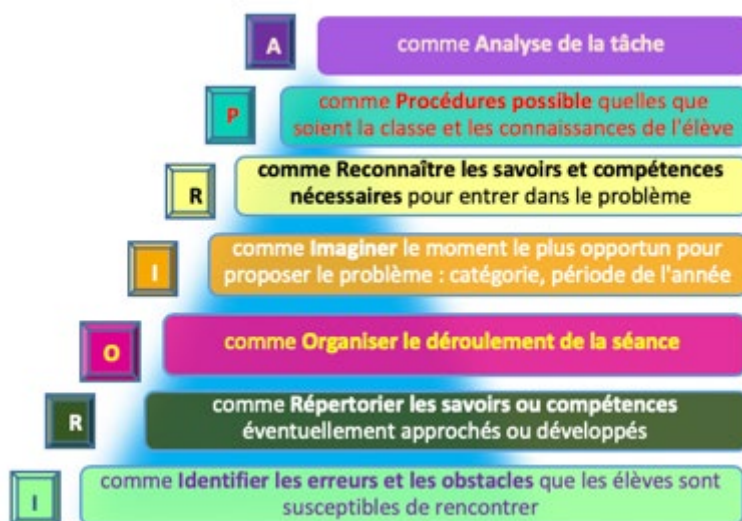 A
comme Analyse de la tâche
P
comme Procédures possible quelles que
soient la classe et les connaissances de l'élève
R
comme Reconnaître les savoirs et compétences
nécessaires pour entrer dans le problème
I
comme Imaginer le moment le plus opportun pour
proposer le problème : catégorie, période de l'année
O
comme Organiser le déroulement de la séance
R
comme Répertorier les savoirs ou compétences
éventuellement approchés ou développés
I
comme Identifier les erreurs et les obstacles que les élèves sont
susceptibles de rencontrer